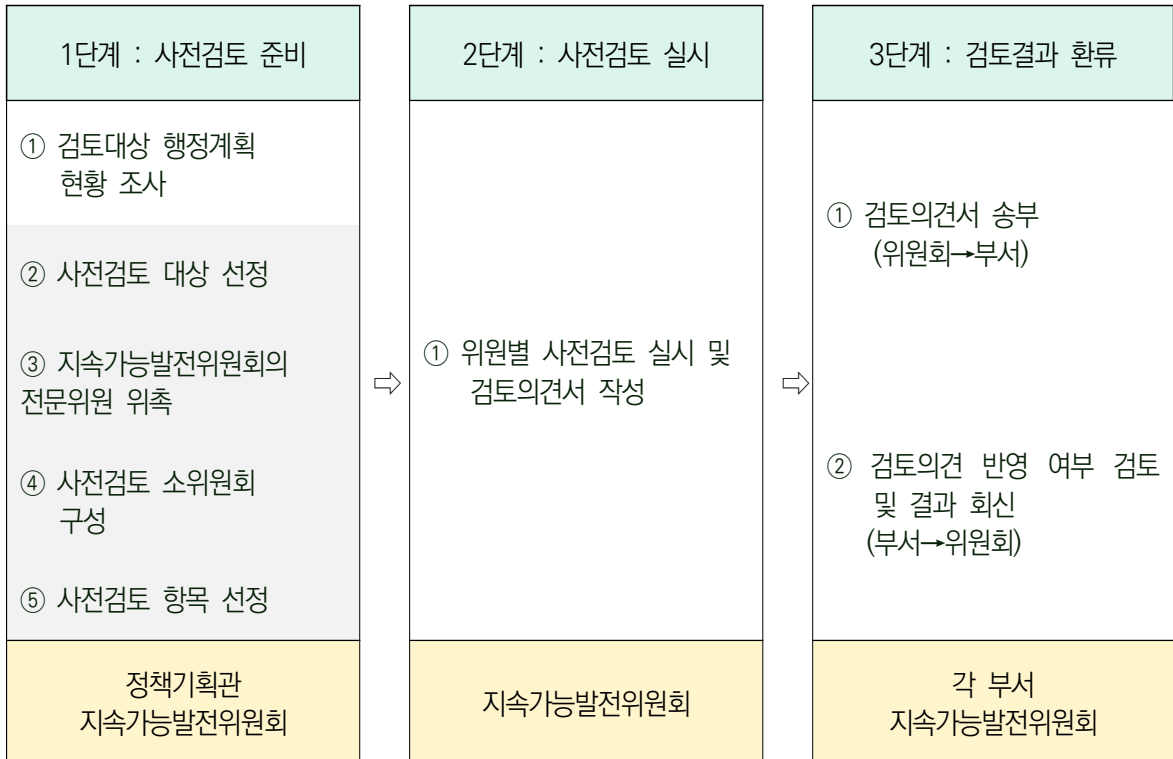 1단계 : 사전검토 준비
① 검토대상 행정계획
현황 조사
② 사전검토 대상 선정
③ 지속가능발전위원회의
전문위원 위촉
④ 사전검토 소위원회
구성
⑤ 사전검토 항목 선정
정책기획관
지속가능발전위원회
⇨
2단계 : 사전검토 실시
① 위원별 사전검토 실시 및
검토의견서 작성
지속가능발전위원회
⇨
3단계 : 검토결과 환류
① 검토의견서 송부
(위원회→부서)
② 검토의견 반영 여부 검토
및 결과 회신
(부서→위원회)
각 부서
지속가능발전위원회